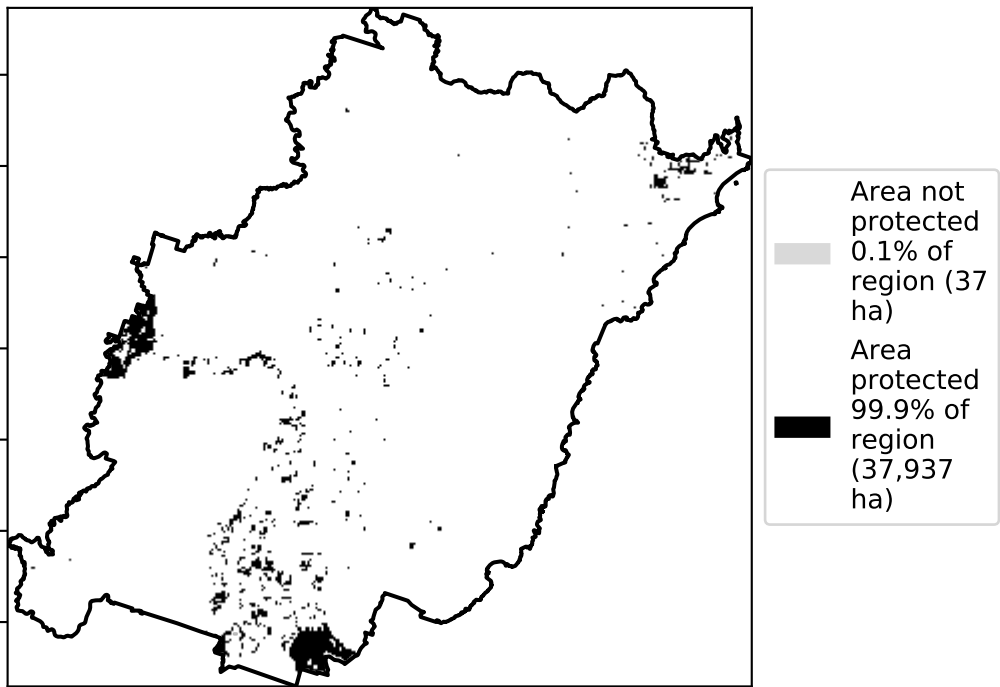 Area not
protected
0.1% of
region (37
ha)
Area
protected
99.9% of
region
(37,937
ha)